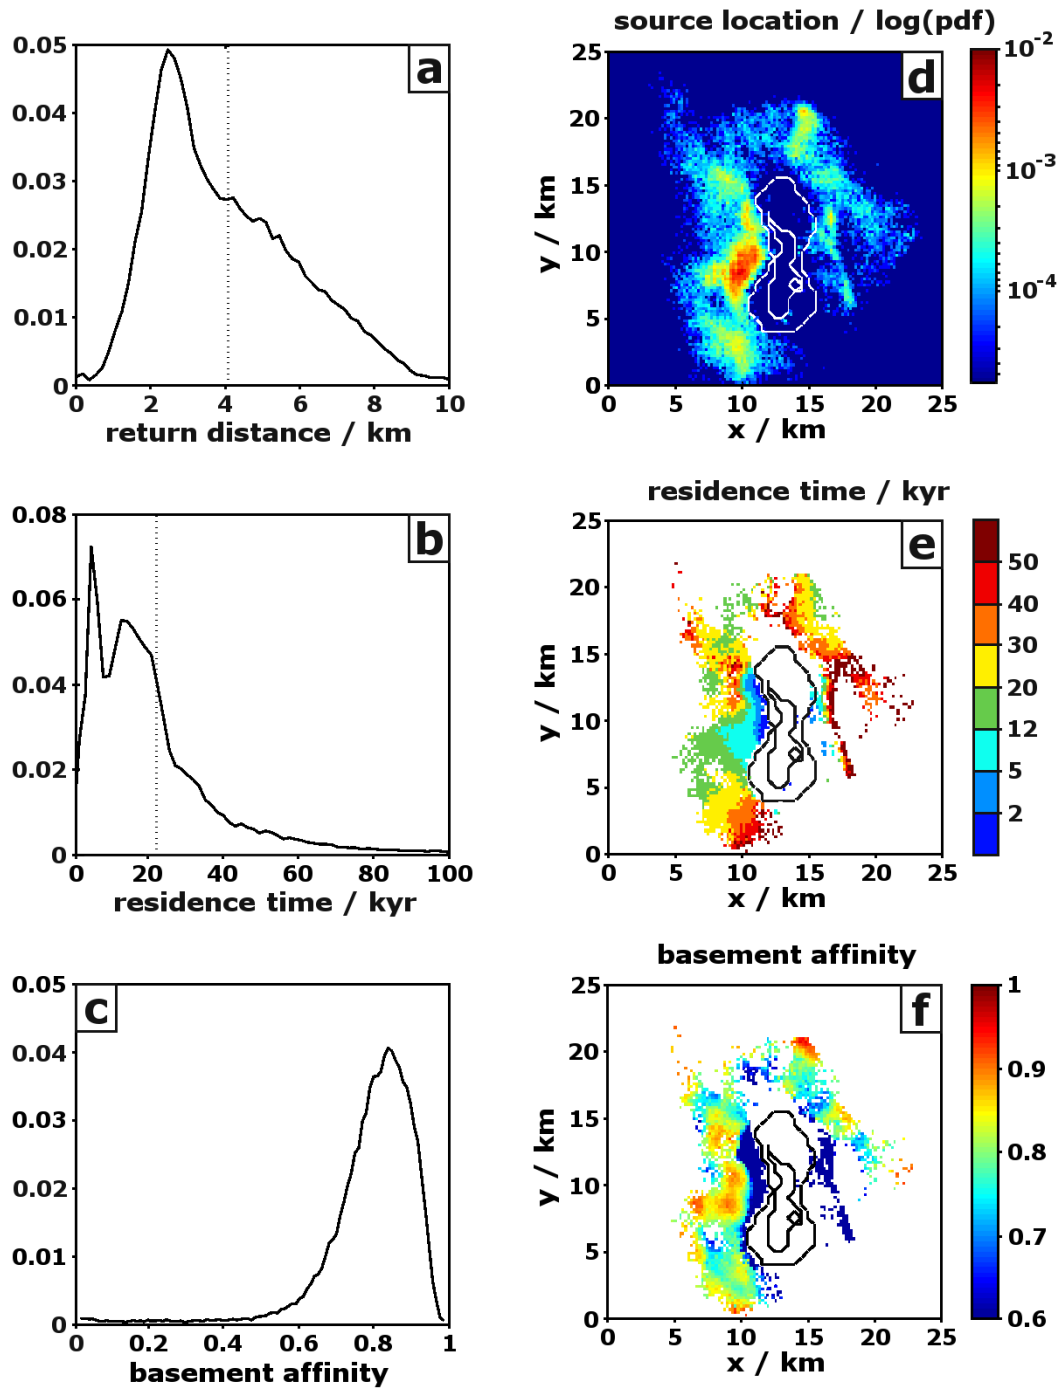 a
0.05
0.04
0.03
0.02
0.01
0
0 2 4 6 8 10
return distance / km
source location / log(pdf)
d
25
20
15
10
5
0
y / km
0 5 10 15 20 25
x / km
10-2
10-3
10-4
b
0.08
0.06
0.04
0.02
0
0 20 40 60 80 100
residence time / kyr
residence time / kyr
e
25
20
15
10
5
0
y / km
0 5 10 15 20 25
x / km
50
40
30
20
12
5
2
c
0.05
0.04
0.03
0.02
0.01
0
0 0.2 0.4 0.6 0.8 1
basement affinity
basement affinity
f
25
20
15
10
5
0
y / km
0 5 10 15 20 25
x / km
1
0.9
0.8
0.7
0.6